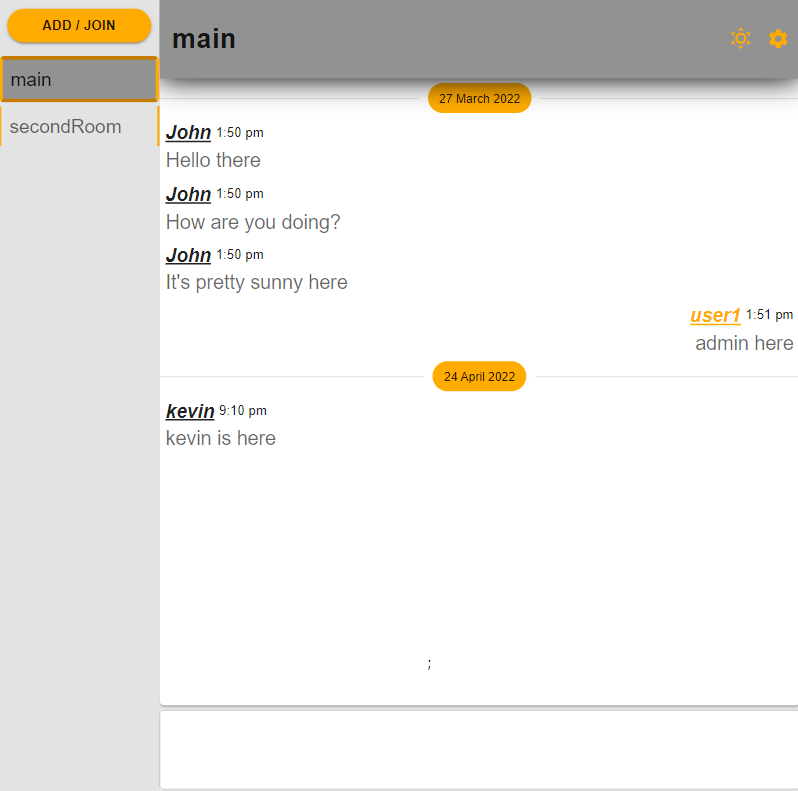 ADD / JOIN
main
secondRoom
main
27 March 2022
John 1:50 pm
Hello there
John 1:50 pm
How are you doing?
John 1:50 pm
It's pretty sunny here
user1 1:51 pm
admin here
24 April 2022
kevin 9:10 pm
kevin is here
;